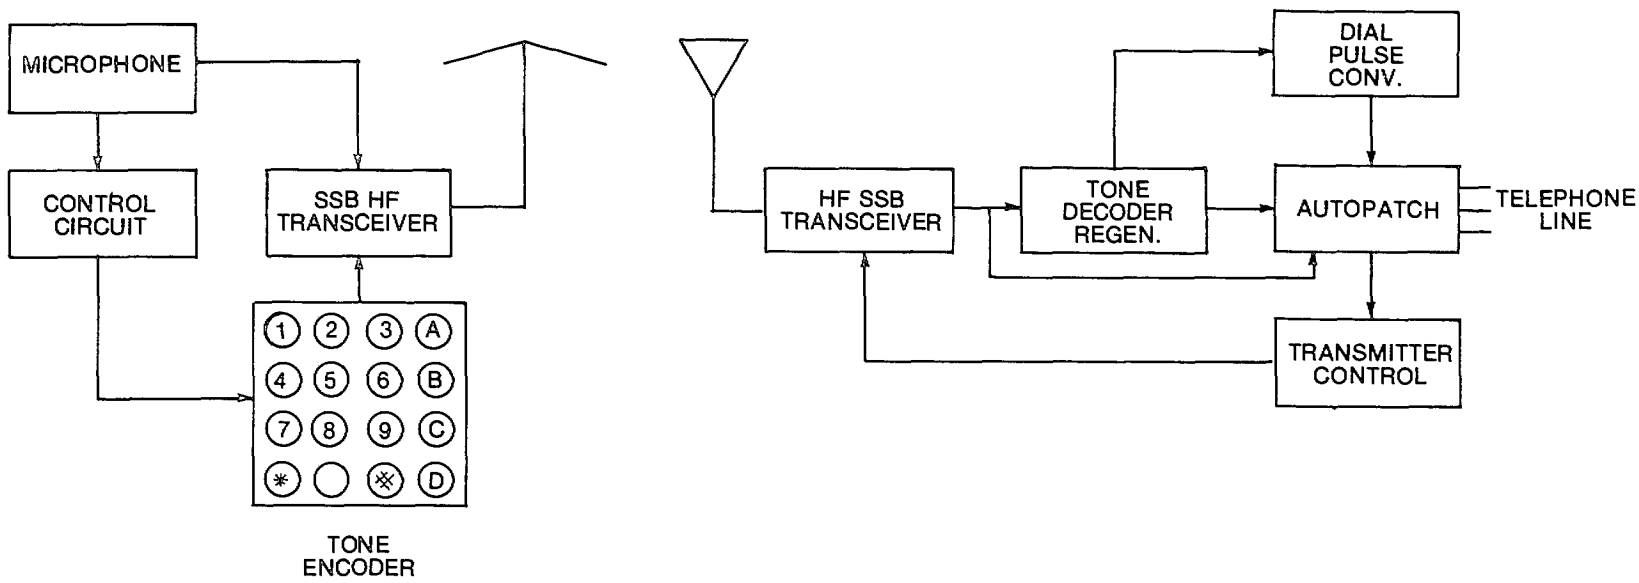 MICROPHONE
CONTROL
CIRCUIT
SSB HF
TRANSCEIVER
1 2 3 A
4 5 6 B
7 8 9 C
* # D
TONE
ENCODER
HF SSB
TRANSCEIVER
TONE
DECODER
REGEN.
DIAL
PULSE
CONV.
AUTOPATCH
TELEPHONE
LINE
TRANSMITTER
CONTROL